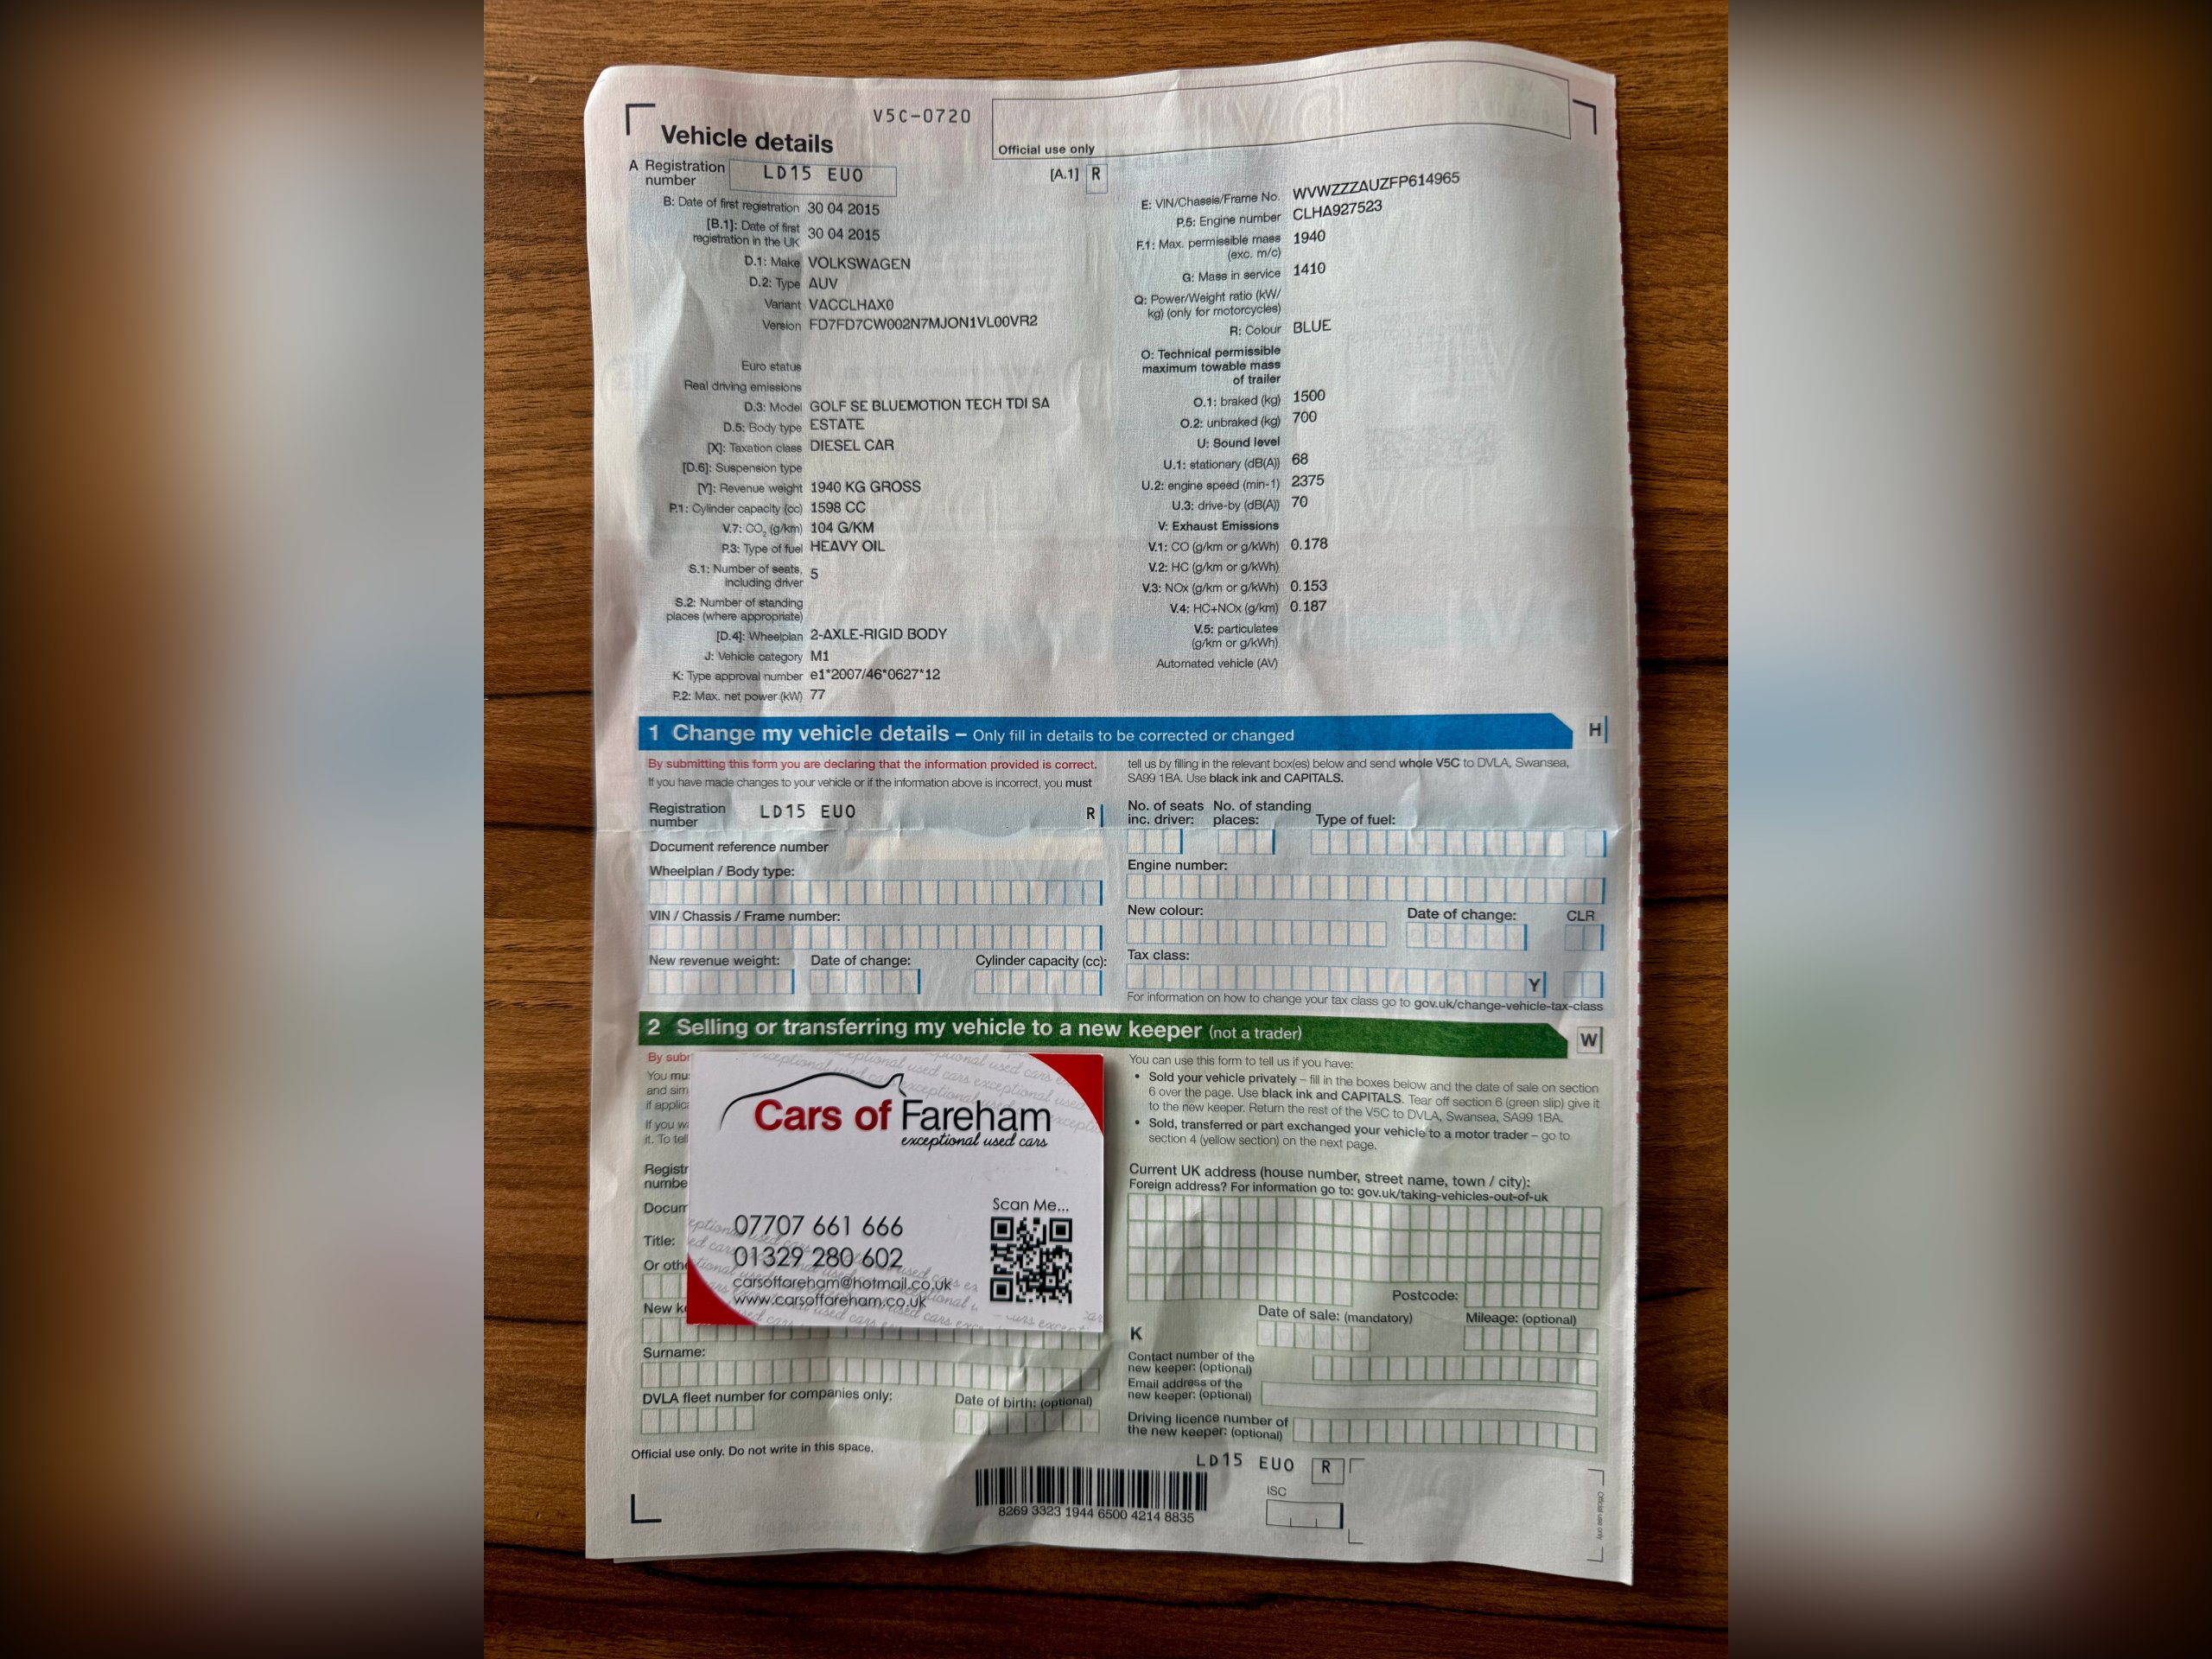 V5C-0720
Vehicle details
Official use only
A Registration number LD15 EUO
[A.1] R
B: Date of first registration 30 04 2015
[B.1]: Date of first registration in the UK 30 04 2015
D.1: Make VOLKSWAGEN
D.2: Type AUV
Variant VACCLHAX0
Version FD7FD7CW002N7MJON1VL00VR2
Euro status
Real driving emissions
D.3: Model GOLF SE BLUEMOTION TECH TDI SA
D.5: Body type ESTATE
[X]: Taxation class DIESEL CAR
[D.6]: Suspension type
[Y]: Revenue weight 1940 KG GROSS
P.1: Cylinder capacity (cc) 1598 CC
V.7: CO₂ (g/km) 104 G/KM
P.3: Type of fuel HEAVY OIL
S.1: Number of seats, including driver 5
S.2: Number of standing places (where appropriate)
[D.4]: Wheelplan 2-AXLE-RIGID BODY
J: Vehicle category M1
K: Type approval number e1*2007/46*0627*12
P.2: Max. net power (kW) 77
E: VIN/Chassis/Frame No. WVWZZZAUZFP614965
P.5: Engine number CLHA927523
F.1: Max. permissible mass (exc. m/c) 1940
G: Mass in service 1410
Q: Power/Weight ratio (kW/kg) (only for motorcycles)
R: Colour BLUE
O: Technical permissible maximum towable mass of trailer
O.1: braked (kg) 1500
O.2: unbraked (kg) 700
U: Sound level
U.1: stationary (dB(A)) 68
U.2: engine speed (min-1) 2375
U.3: drive-by (dB(A)) 70
V: Exhaust Emissions
V.1: CO (g/km or g/kWh) 0.178
V.2: HC (g/km or g/kWh)
V.3: NOx (g/km or g/kWh) 0.153
V.4: HC+NOx (g/km) 0.187
V.5: particulates (g/km or g/kWh)
Automated vehicle (AV)
1 Change my vehicle details – Only fill in details to be corrected or changed
H
By submitting this form you are declaring that the information provided is correct.
If you have made changes to your vehicle or if the information above is incorrect, you must
tell us by filling in the relevant box(es) below and send whole V5C to DVLA, Swansea,
SA99 1BA. Use black ink and CAPITALS.
Registration number LD15 EUO R
Document reference number
Wheelplan / Body type:
VIN / Chassis / Frame number:
New revenue weight: Date of change: Cylinder capacity (cc):
No. of seats inc. driver: No. of standing places: Type of fuel:
Engine number:
New colour: Date of change: CLR
Tax class:
Y
For information on how to change your tax class go to gov.uk/change-vehicle-tax-class
2 Selling or transferring my vehicle to a new keeper (not a trader)
W
By subr
You mu
and sim
if applic
If you w
it. To tell
Registr
numbe
Docum
Title:
Or oth
New k
Surname:
DVLA fleet number for companies only: Date of birth: (optional)
Official use only. Do not write in this space.
Cars of Fareham
exceptional used cars
Scan Me...
07707 661 666
01329 280 602
carsoffareham@hotmail.co.uk
www.carsoffareham.co.uk
You can use this form to tell us if you have:
• Sold your vehicle privately – fill in the boxes below and the date of sale on section
6 over the page. Use black ink and CAPITALS. Tear off section 6 (green slip) give it
to the new keeper. Return the rest of the V5C to DVLA, Swansea, SA99 1BA.
• Sold, transferred or part exchanged your vehicle to a motor trader – go to
section 4 (yellow section) on the next page.
Current UK address (house number, street name, town / city):
Foreign address? For information go to: gov.uk/taking-vehicles-out-of-uk
Postcode:
Date of sale: (mandatory) Mileage: (optional)
K
Contact number of the new keeper: (optional)
Email address of the new keeper: (optional)
Driving licence number of the new keeper: (optional)
LD15 EUO R
ISC
8269 3323 1944 6500 4214 8835
Official use only